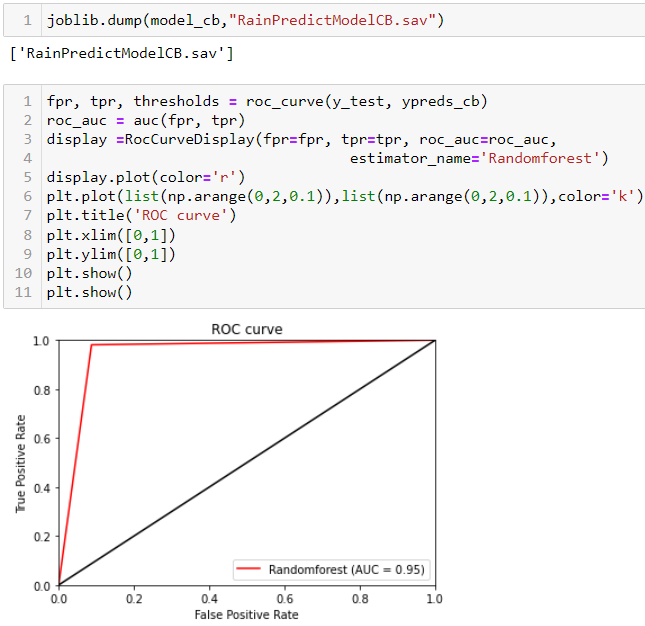 1 joblib.dump(model_cb,"RainPredictModelCB.sav")
['RainPredictModelCB.sav']
1 fpr, tpr, thresholds = roc_curve(y_test, ypreds_cb)
2 roc_auc = auc(fpr, tpr)
3 display =RocCurveDisplay(fpr=fpr, tpr=tpr, roc_auc=roc_auc,
4 estimator_name='Randomforest')
5 display.plot(color='r')
6 plt.plot(list(np.arange(0,2,0.1)),list(np.arange(0,2,0.1)),color='k')
7 plt.title('ROC curve')
8 plt.xlim([0,1])
9 plt.ylim([0,1])
10 plt.show()
11 plt.show()
ROC curve
1.0
0.8
0.6
0.4
0.2
0.0
True Positive Rate
Randomforest (AUC = 0.95)
0.0 0.2 0.4 0.6 0.8 1.0
False Positive Rate